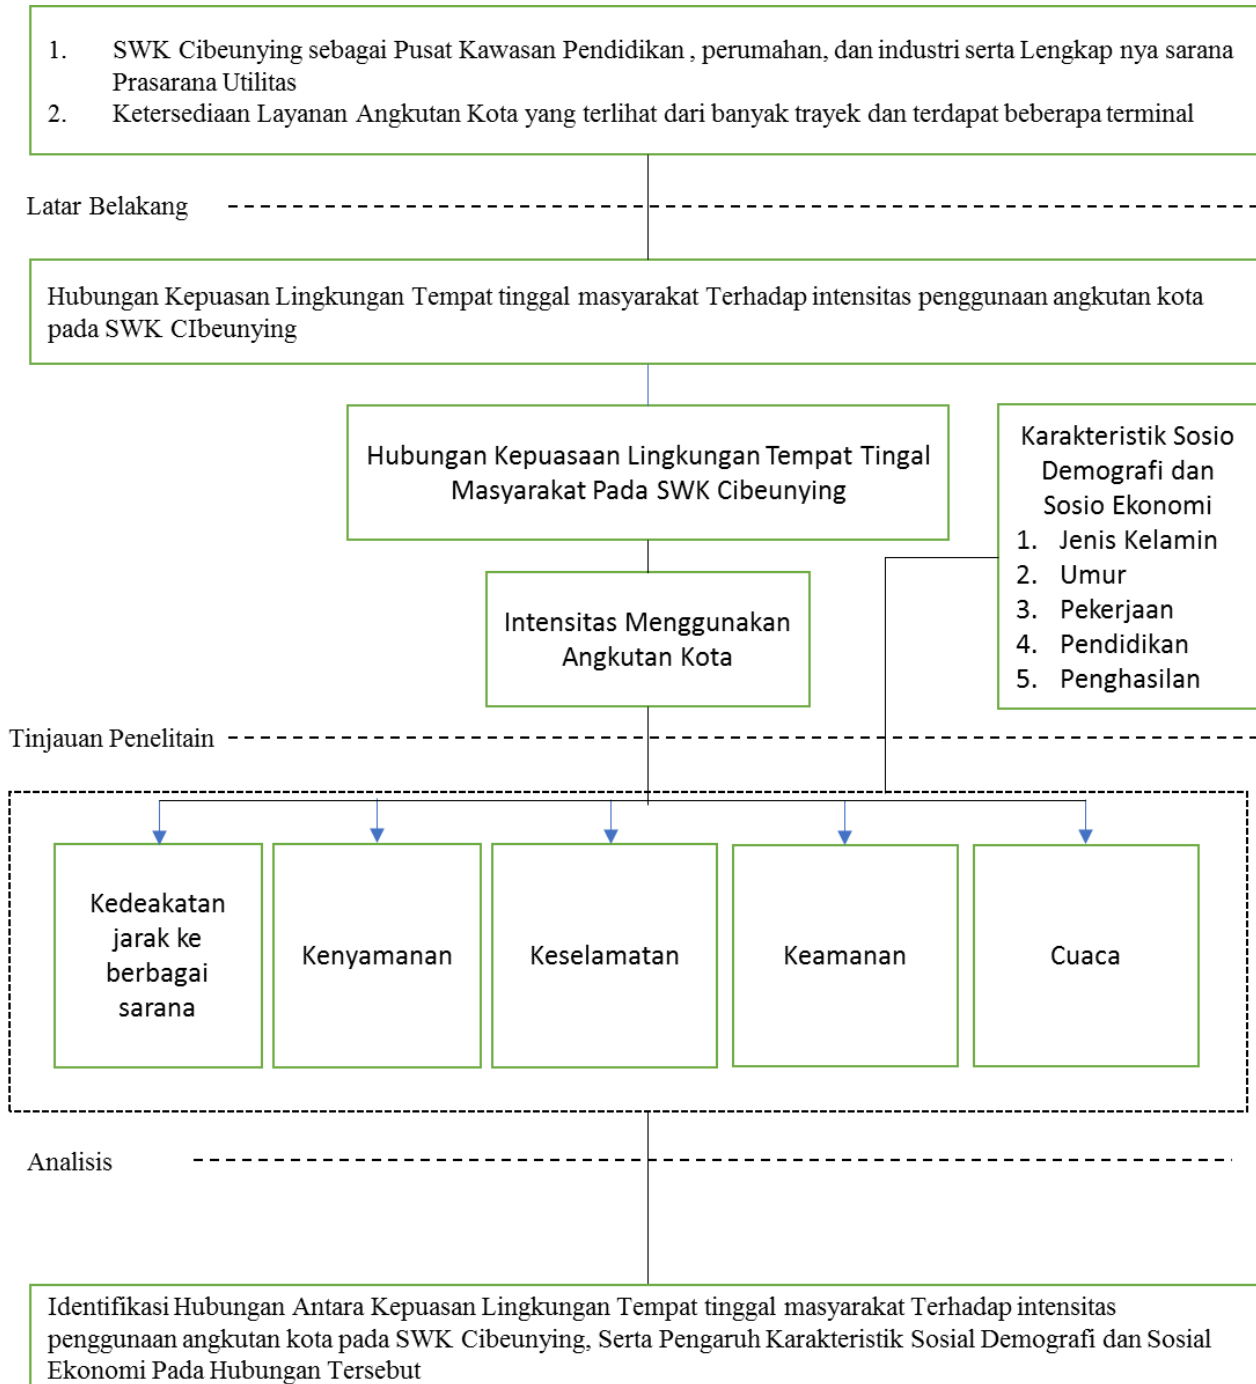 1. SWK Cibeunying sebagai Pusat Kawasan Pendidikan , perumahan, dan industri serta Lengkap nya sarana
Prasarana Utilitas
2. Ketersediaan Layanan Angkutan Kota yang terlihat dari banyak trayek dan terdapat beberapa terminal
Latar Belakang
Hubungan Kepuasan Lingkungan Tempat tinggal masyarakat Terhadap intensitas penggunaan angkutan kota
pada SWK CIbeunying
Hubungan Kepuasaan Lingkungan Tempat Tingal
Masyarakat Pada SWK Cibeunying
Karakteristik Sosio
Demografi dan
Sosio Ekonomi
1. Jenis Kelamin
2. Umur
3. Pekerjaan
4. Pendidikan
5. Penghasilan
Intensitas Menggunakan
Angkutan Kota
Tinjauan Penelitain
Kedeakatan
jarak ke
berbagai
sarana
Kenyamanan
Keselamatan
Keamanan
Cuaca
Analisis
Identifikasi Hubungan Antara Kepuasan Lingkungan Tempat tinggal masyarakat Terhadap intensitas
penggunaan angkutan kota pada SWK Cibeunying, Serta Pengaruh Karakteristik Sosial Demografi dan Sosial
Ekonomi Pada Hubungan Tersebut